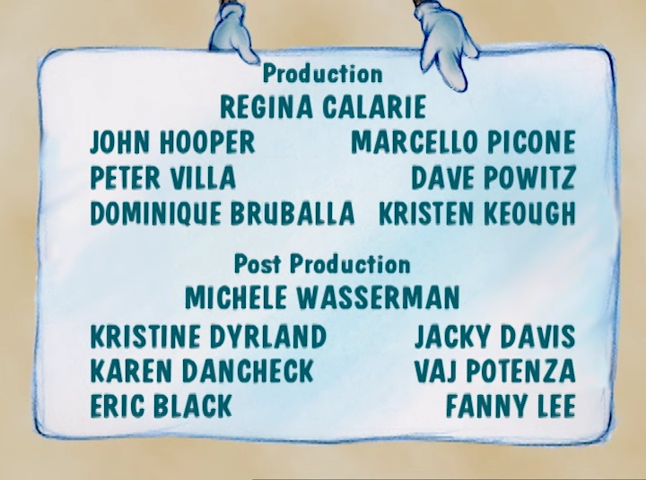 Production
REGINA CALARIE
JOHN HOOPER MARCELLO PICONE
PETER VILLA DAVE POWITZ
DOMINIQUE BRUBALLA KRISTEN KEOUGH
Post Production
MICHELE WASSERMAN
KRISTINE DYRLAND JACKY DAVIS
KAREN DANCHECK VAJ POTENZA
ERIC BLACK FANNY LEE